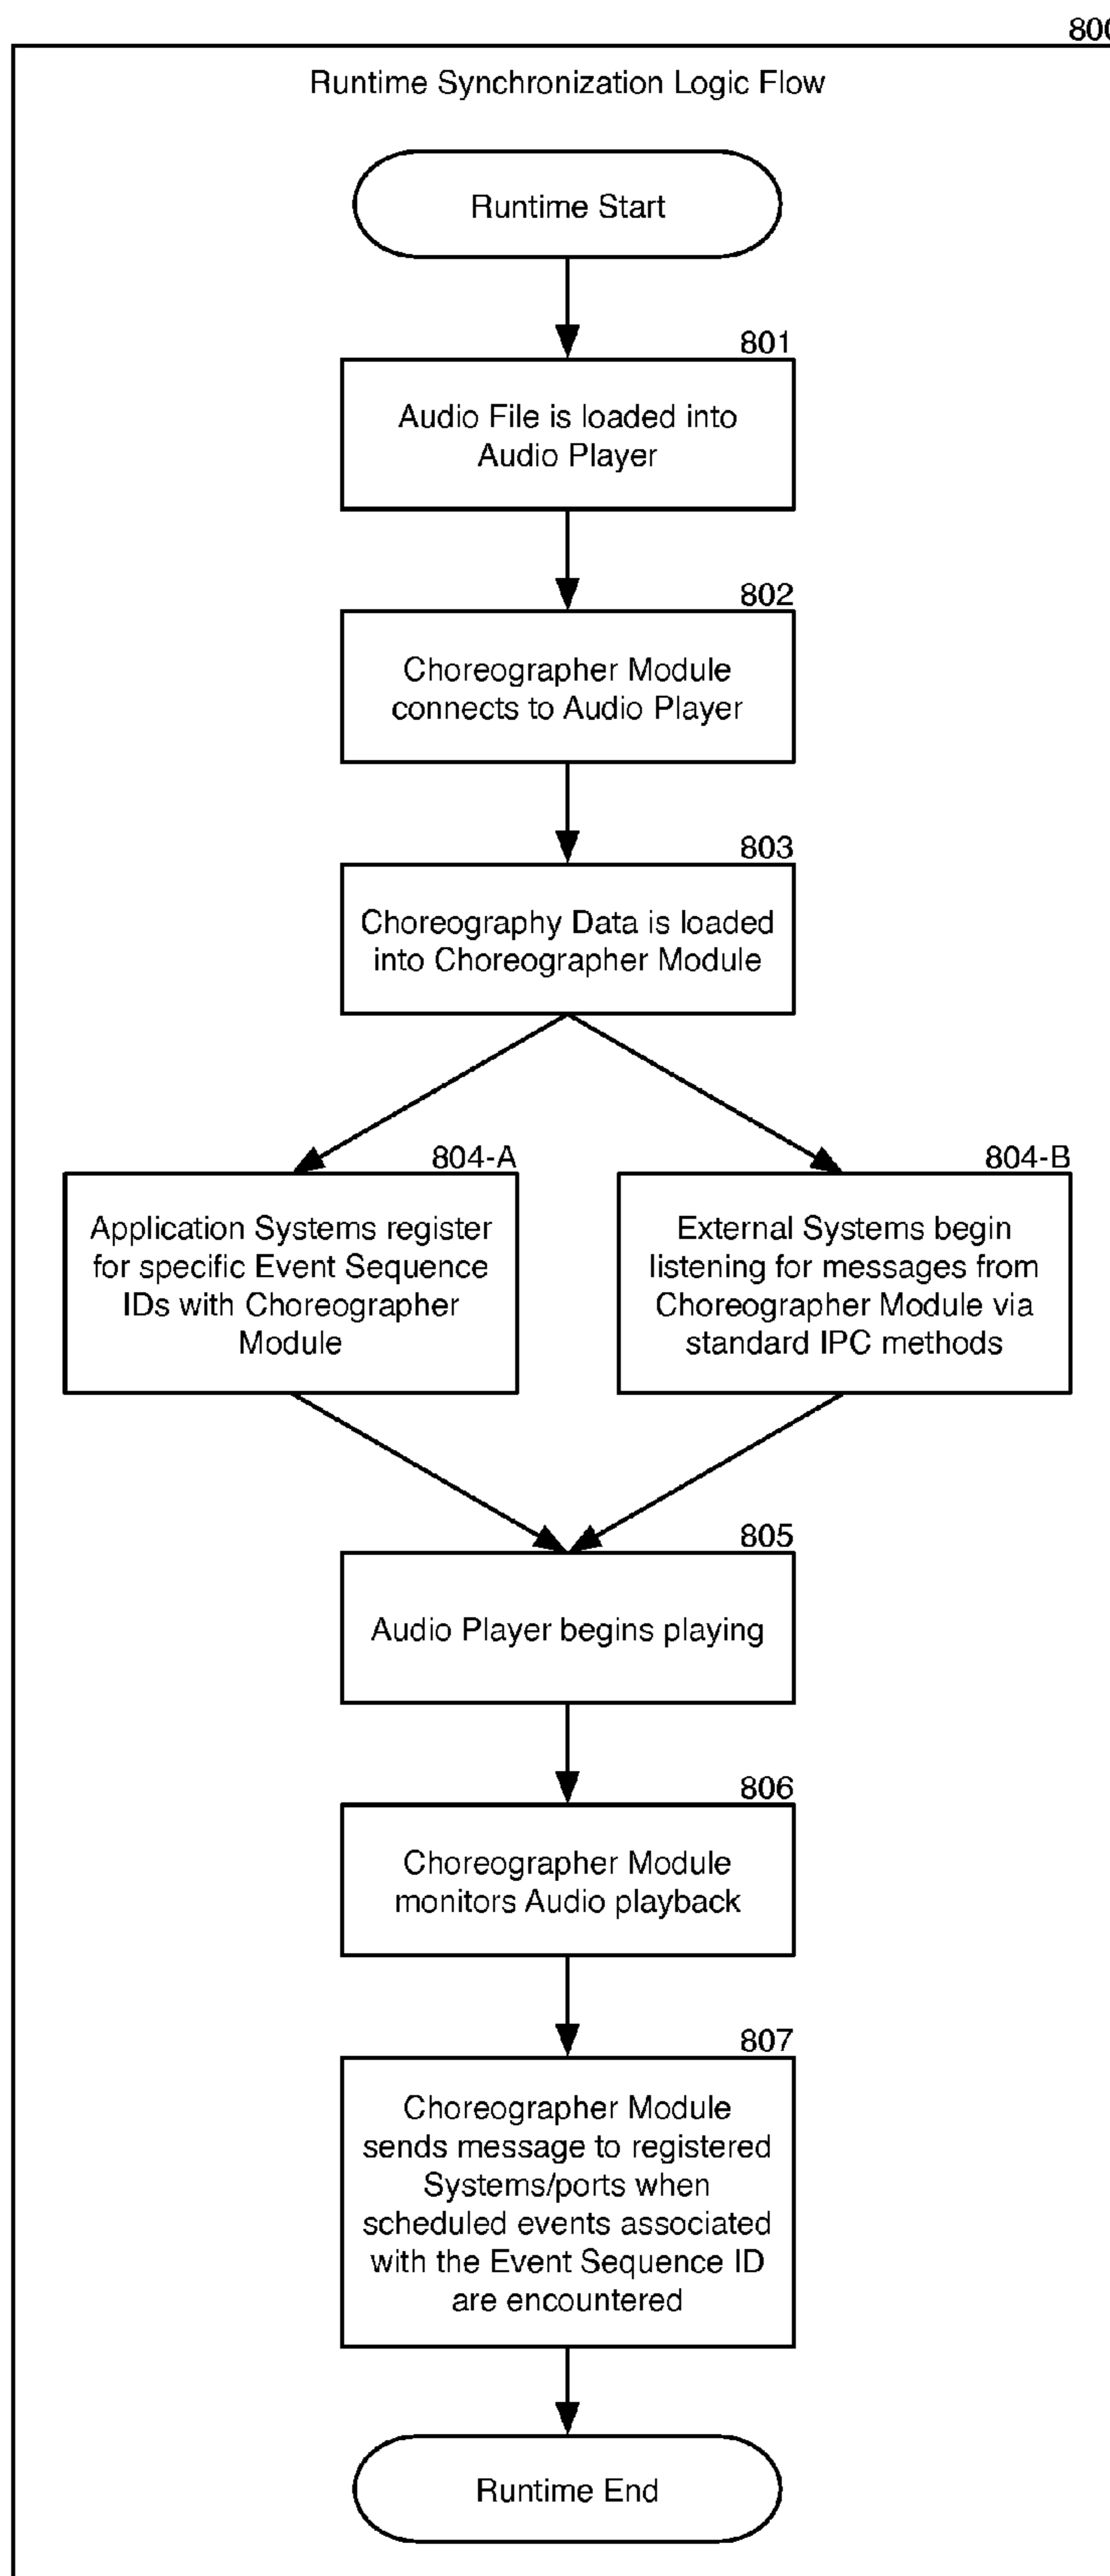 800
Runtime Synchronization Logic Flow
Runtime Start
801
Audio File is loaded into
Audio Player
802
Choreographer Module
connects to Audio Player
803
Choreography Data is loaded
into Choreographer Module
804-A
Application Systems register
for specific Event Sequence
IDs with Choreographer
Module
804-B
External Systems begin
listening for messages from
Choreographer Module via
standard IPC methods
805
Audio Player begins playing
806
Choreographer Module
monitors Audio playback
807
Choreographer Module
sends message to registered
Systems/ports when
scheduled events associated
with the Event Sequence ID
are encountered
Runtime End